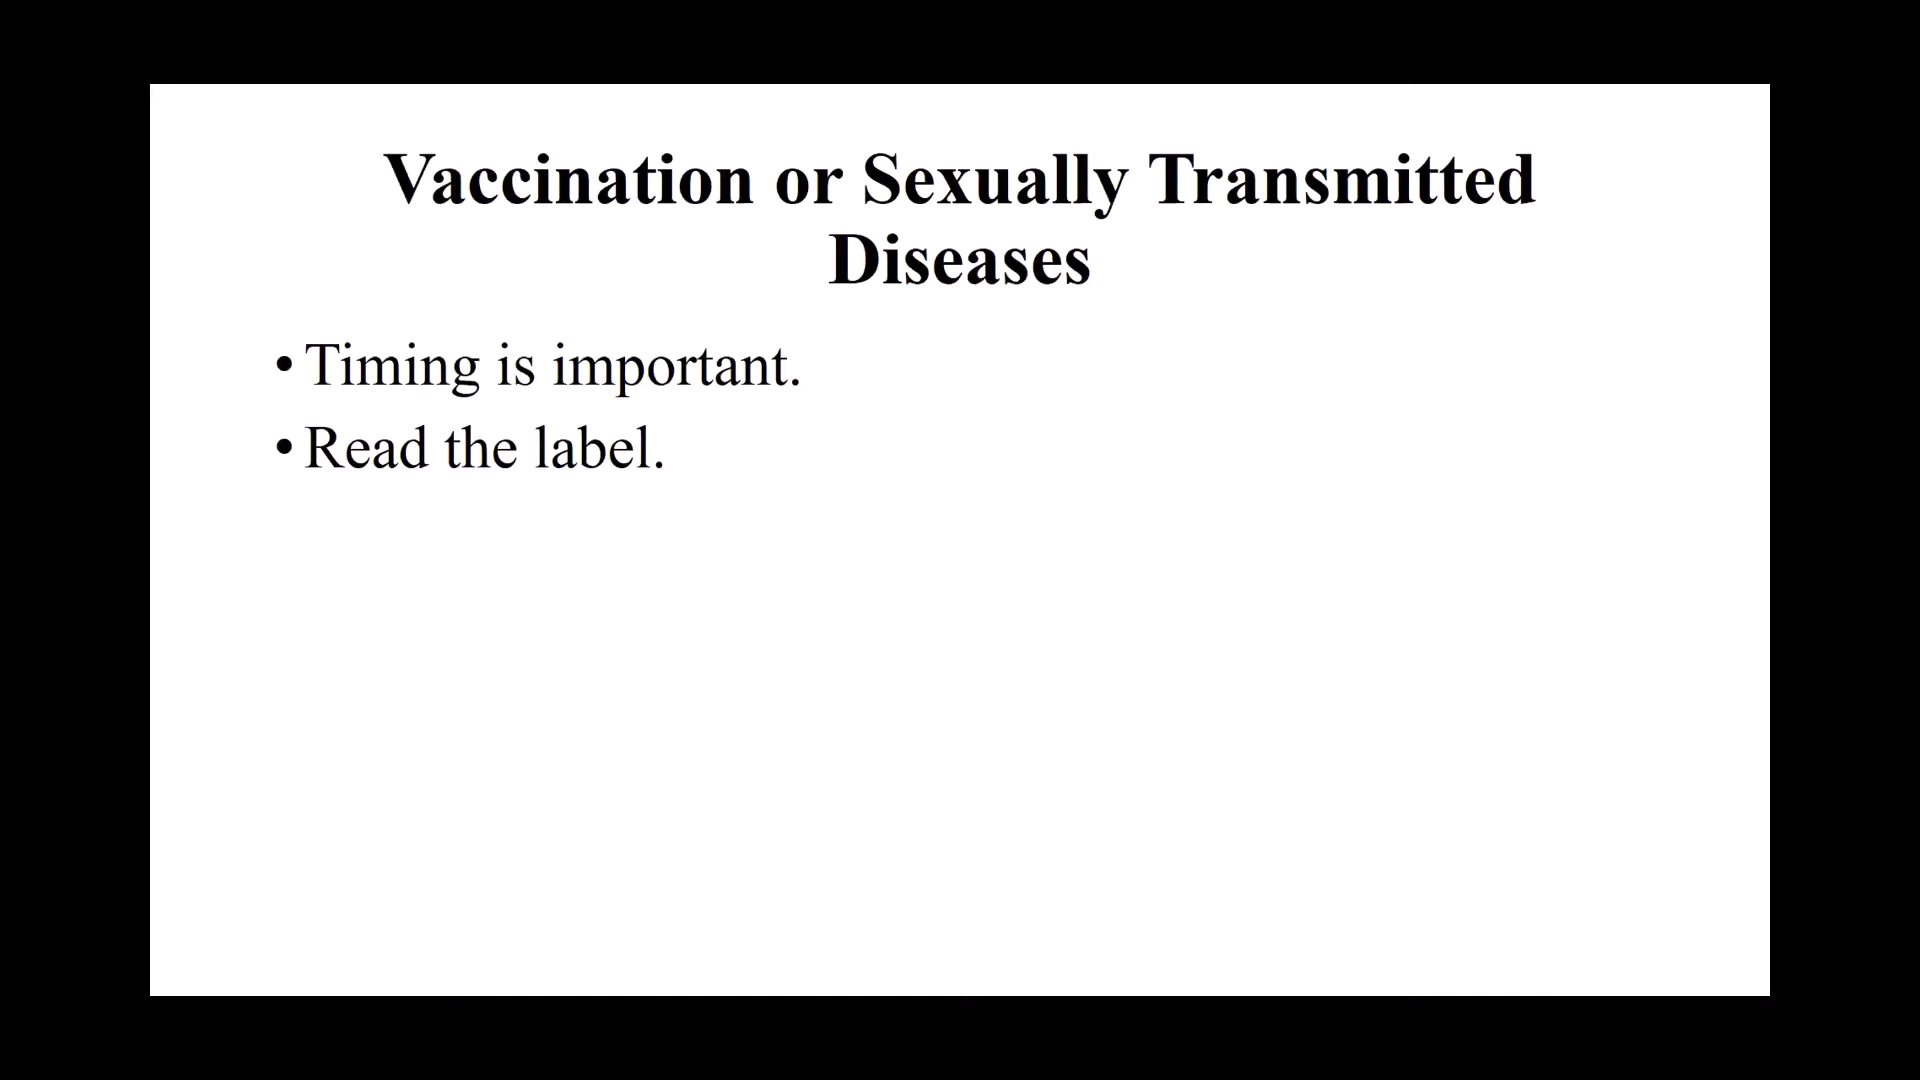 Vaccination or Sexually Transmitted
Diseases
• Timing is important.
• Read the label.